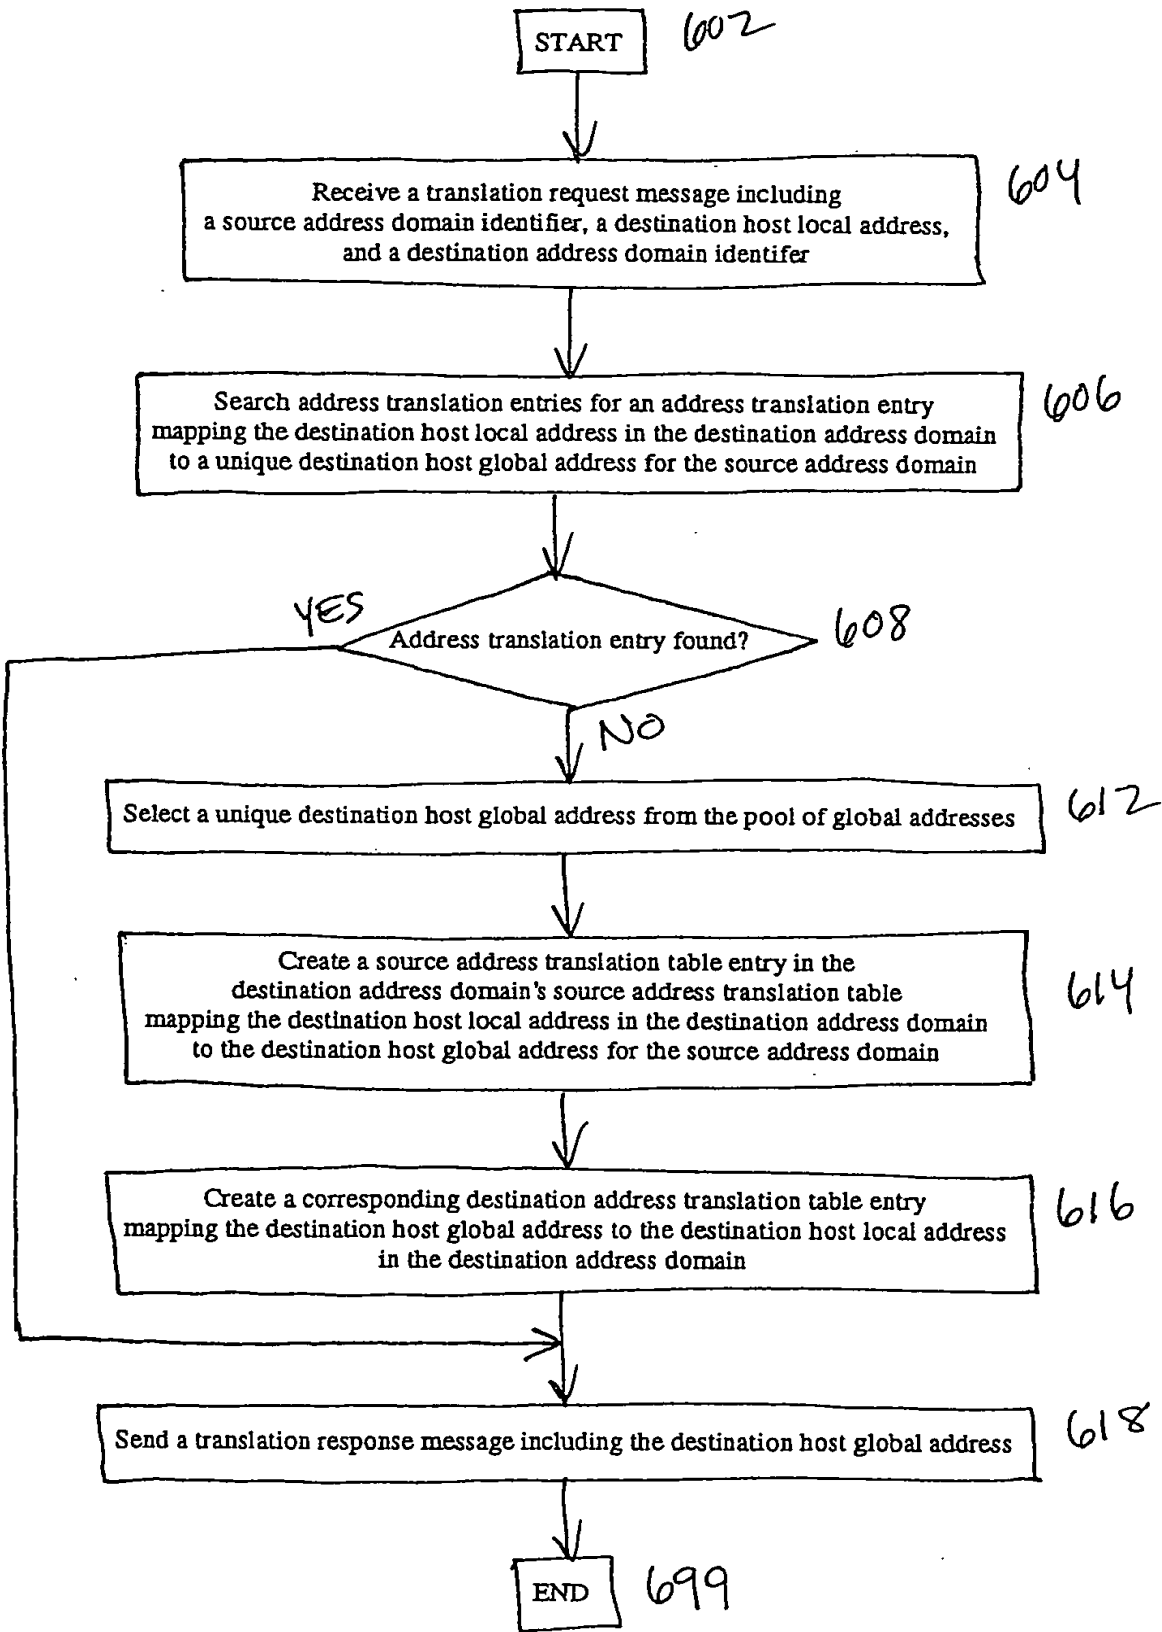 START 602
Receive a translation request message including
a source address domain identifier, a destination host local address,
and a destination address domain identifer
604
Search address translation entries for an address translation entry
mapping the destination host local address in the destination address domain
to a unique destination host global address for the source address domain
606
YES
Address translation entry found?
608
NO
Select a unique destination host global address from the pool of global addresses
612
Create a source address translation table entry in the
destination address domain's source address translation table
mapping the destination host local address in the destination address domain
to the destination host global address for the source address domain
614
Create a corresponding destination address translation table entry
mapping the destination host global address to the destination host local address
in the destination address domain
616
Send a translation response message including the destination host global address
618
END 699